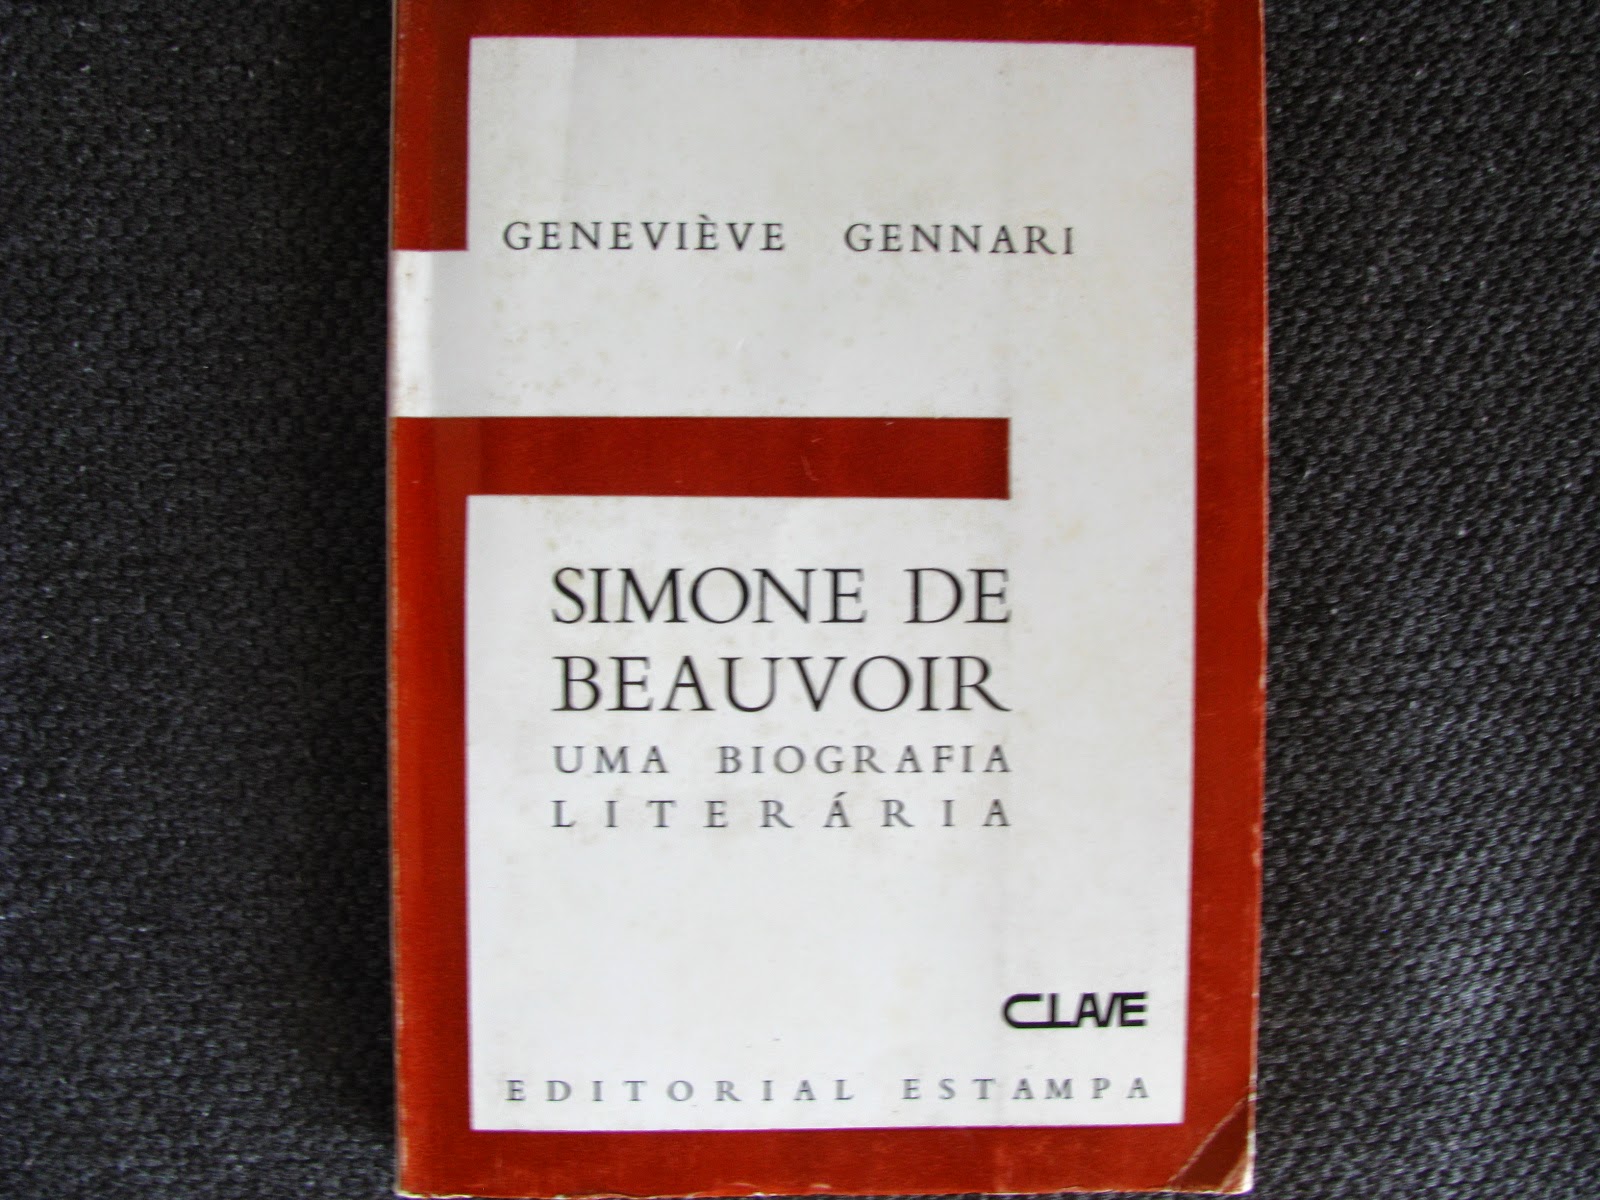 GENEVIÈVE GENNARI
SIMONE DE
BEAUVOIR
UMA BIOGRAFIA
LITERÁRIA
CLAVE
EDITORIAL ESTAMPA